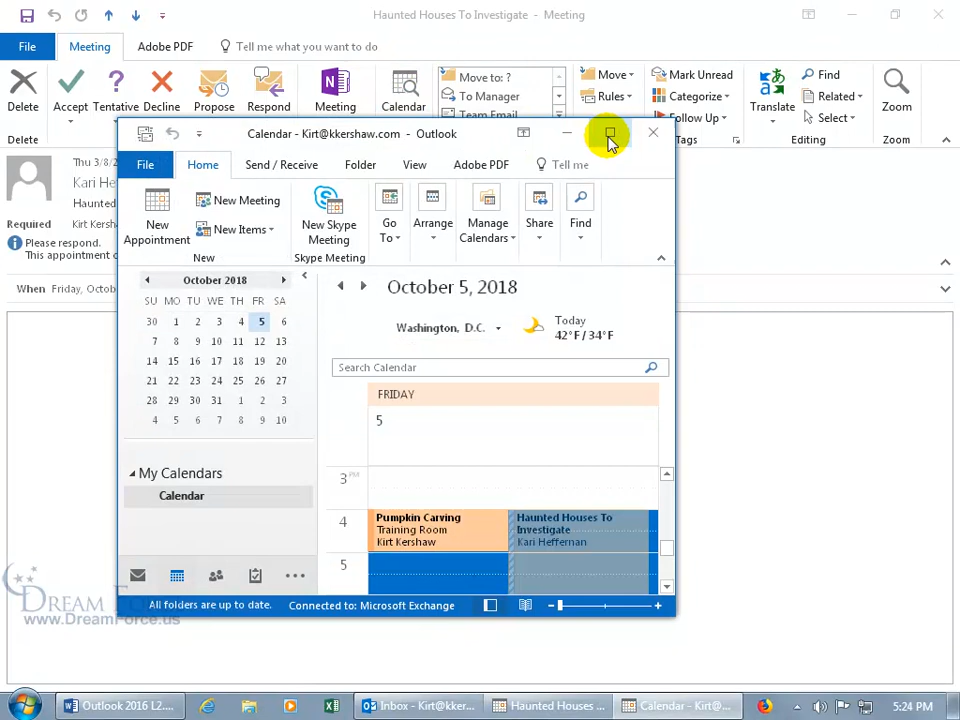 Haunted Houses To Investigate - Meeting
File
Meeting
Adobe PDF
Tell me what you want to do
Delete
Accept
Tentative
Decline
Propose
Respond
Meeting
Calendar
Move to: ?
To Manager
Team Email
Move
Rules
Mark Unread
Categorize
Follow Up
Translate
Find
Related
Select
Zoom
Delete
Tags
Editing
Zoom
Thu 3/8/
Kari He
Haunted
Required Kirt Kersh
Please respond.
This appointment
When Friday, Octob
Calendar - Kirt@kkershaw.com - Outlook
File
Home
Send / Receive
Folder
View
Adobe PDF
Tell me
New
Appointment
New Meeting
New Items
New Skype
Meeting
Go
To
Arrange
Manage
Calendars
Share
Find
New
Skype Meeting
October 2018
SU MO TU WE TH FR SA
30 1 2 3 4 5 6
7 8 9 10 11 12 13
14 15 16 17 18 19 20
21 22 23 24 25 26 27
28 29 30 31 1 2 3
4 5 6 7 8 9 10
My Calendars
Calendar
October 5, 2018
Washington, D.C.
Today
42°F / 34°F
Search Calendar
FRIDAY
5
3 PM
4
5
Pumpkin Carving
Training Room
Kirt Kershaw
Haunted Houses To
Investigate
Kari Heffernan
All folders are up to date.
Connected to: Microsoft Exchange
DREAM FORCE
www.DreamForce.us
Outlook 2016 L2...
Inbox - Kirt@kker...
Haunted Houses ...
Calendar - Kirt@...
5:24 PM